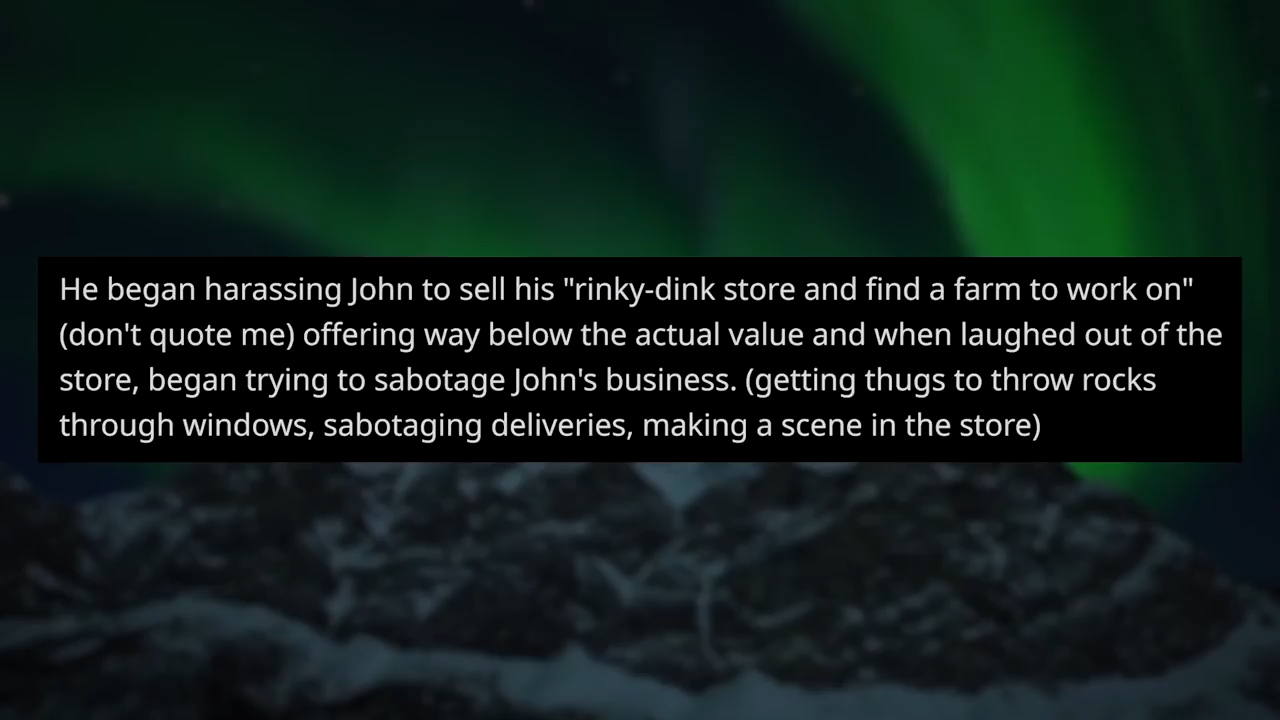 He began harassing John to sell his "rinky-dink store and find a farm to work on"
(don't quote me) offering way below the actual value and when laughed out of the
store, began trying to sabotage John's business. (getting thugs to throw rocks
through windows, sabotaging deliveries, making a scene in the store)